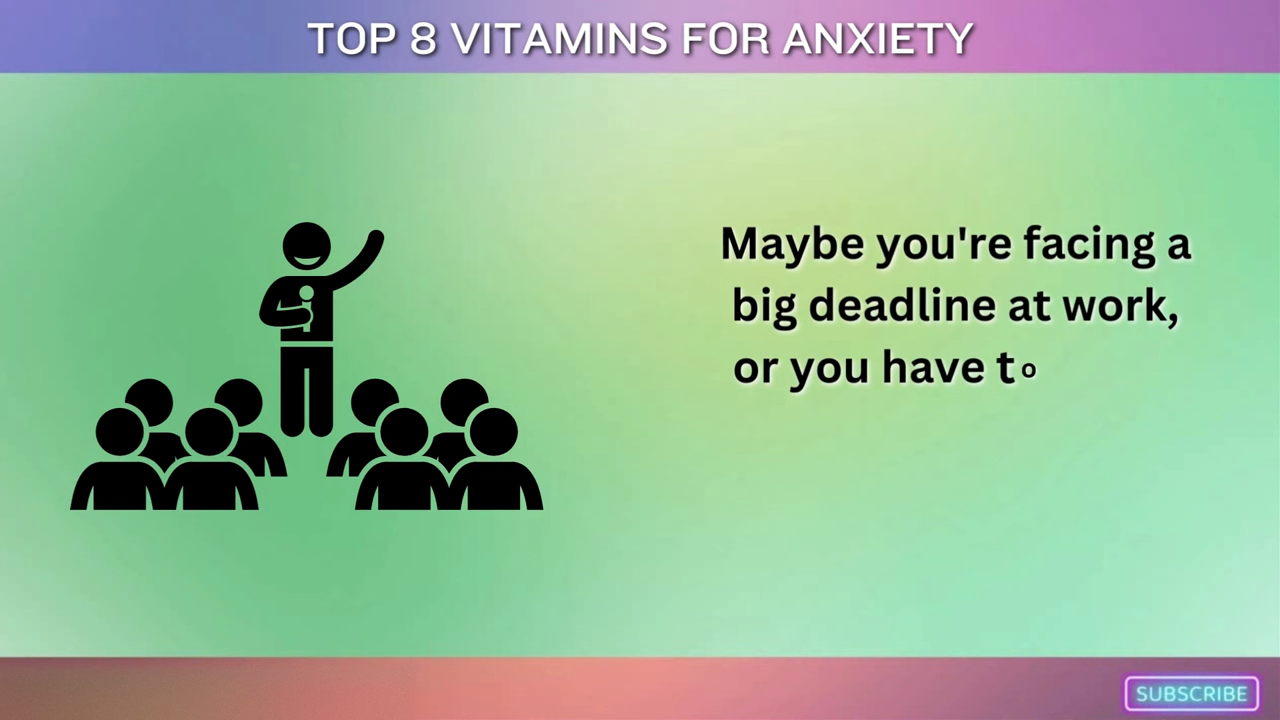 TOP 8 VITAMINS FOR ANXIETY
Maybe you're facing a
big deadline at work,
or you have to
SUBSCRIBE